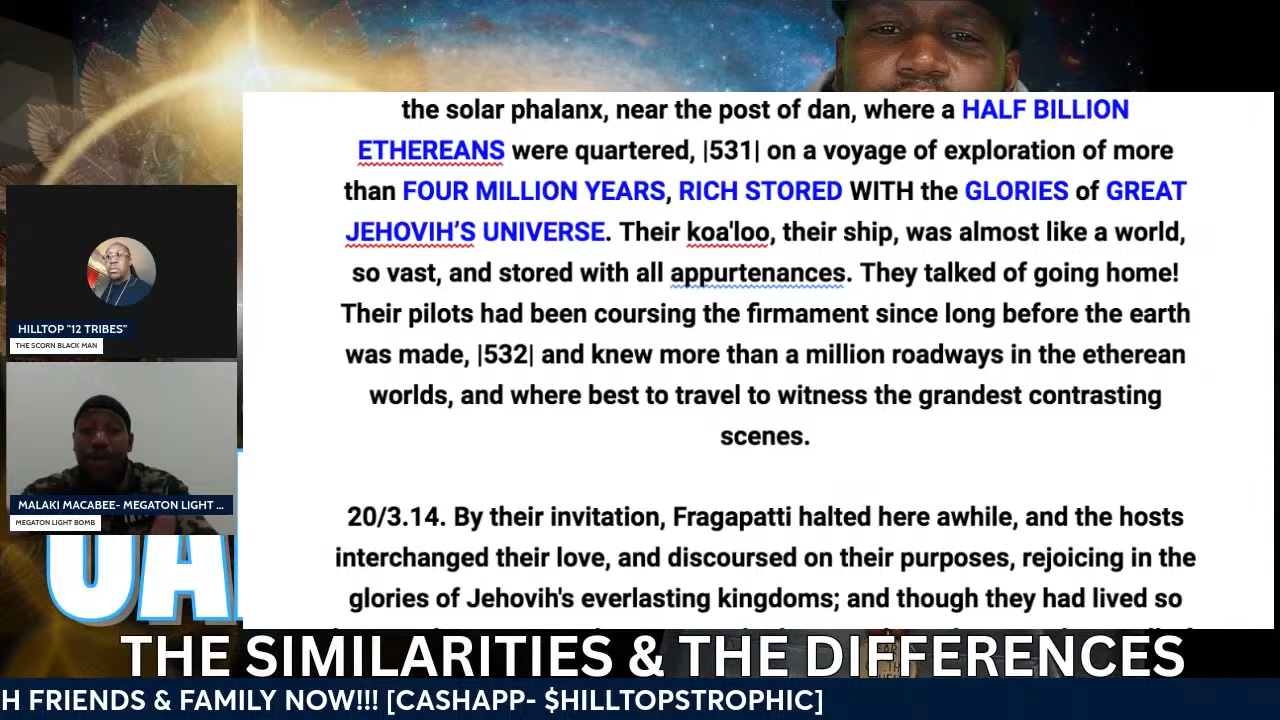 the solar phalanx, near the post of dan, where a HALF BILLION
ETHEREANS were quartered, |531| on a voyage of exploration of more
than FOUR MILLION YEARS, RICH STORED WITH the GLORIES of GREAT
JEHOVIH’S UNIVERSE. Their koa'loo, their ship, was almost like a world,
so vast, and stored with all appurtenances. They talked of going home!
Their pilots had been coursing the firmament since long before the earth
was made, |532| and knew more than a million roadways in the etherean
worlds, and where best to travel to witness the grandest contrasting
scenes.
20/3.14. By their invitation, Fragapatti halted here awhile, and the hosts
interchanged their love, and discoursed on their purposes, rejoicing in the
glories of Jehovih's everlasting kingdoms; and though they had lived so
HILLTOP "12 TRIBES"
THE SCORN BLACK MAN
MALAKI MACABEE- MEGATON LIGHT ...
MEGATON LIGHT BOMB
THE SIMILARITIES & THE DIFFERENCES
H FRIENDS & FAMILY NOW!!! [CASHAPP- $HILLTOPSTROPHIC]